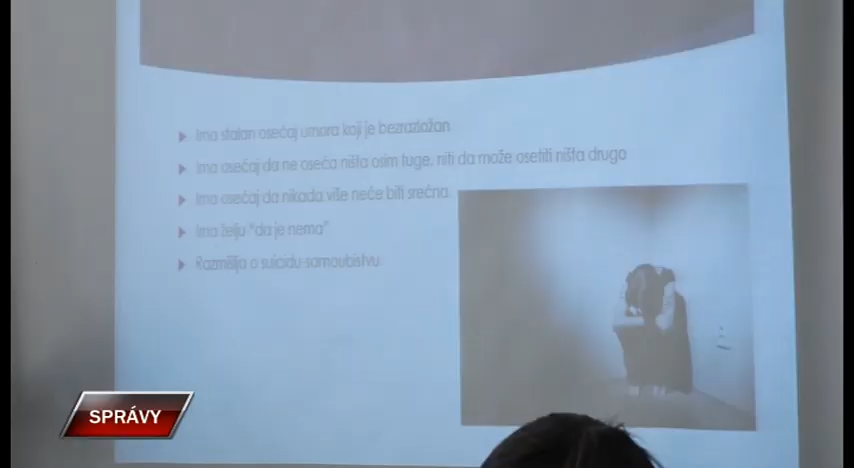 Ima stalan osećaj umora koji je bezrazložan
Ima osećaj da ne oseća ništa osim tuge, niti da može osetiti ništa drugo
Ima osećaj da nikada više neće biti srećna
Ima želju "da je nema"
Razmišlja o suicidu-samoubistvu
SPRÁVY